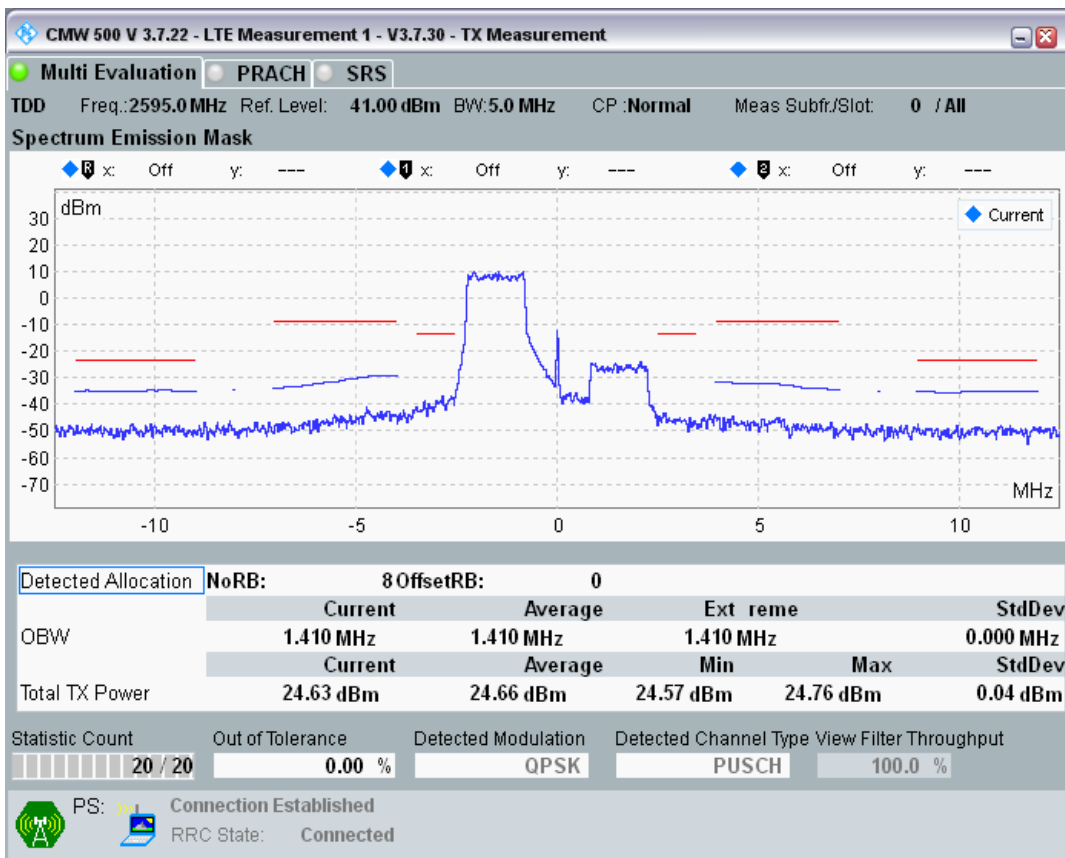 CMW 500 V 3.7.22 - LTE Measurement 1 - V3.7.30 - TX Measurement
Multi Evaluation PRACH SRS
TDD Freq.:2595.0 MHz Ref. Level: 41.00 dBm BW:5.0 MHz CP :Normal Meas Subfr./Slot: 0 / All
Spectrum Emission Mask
R x: Off y: --- 1 x: Off y: --- 2 x: Off y: ---
dBm
Current
30
20
10
0
-10
-20
-30
-40
-50
-60
-70
MHz
-10 -5 0 5 10
Detected Allocation NoRB: 8 OffsetRB: 0
Current Average Ext reme StdDev
OBW 1.410 MHz 1.410 MHz 1.410 MHz 0.000 MHz
Current Average Min Max StdDev
Total TX Power 24.63 dBm 24.66 dBm 24.57 dBm 24.76 dBm 0.04 dBm
Statistic Count Out of Tolerance Detected Modulation Detected Channel Type View Filter Throughput
20 / 20 0.00 % QPSK PUSCH 100.0 %
PS: Connection Established
RRC State: Connected